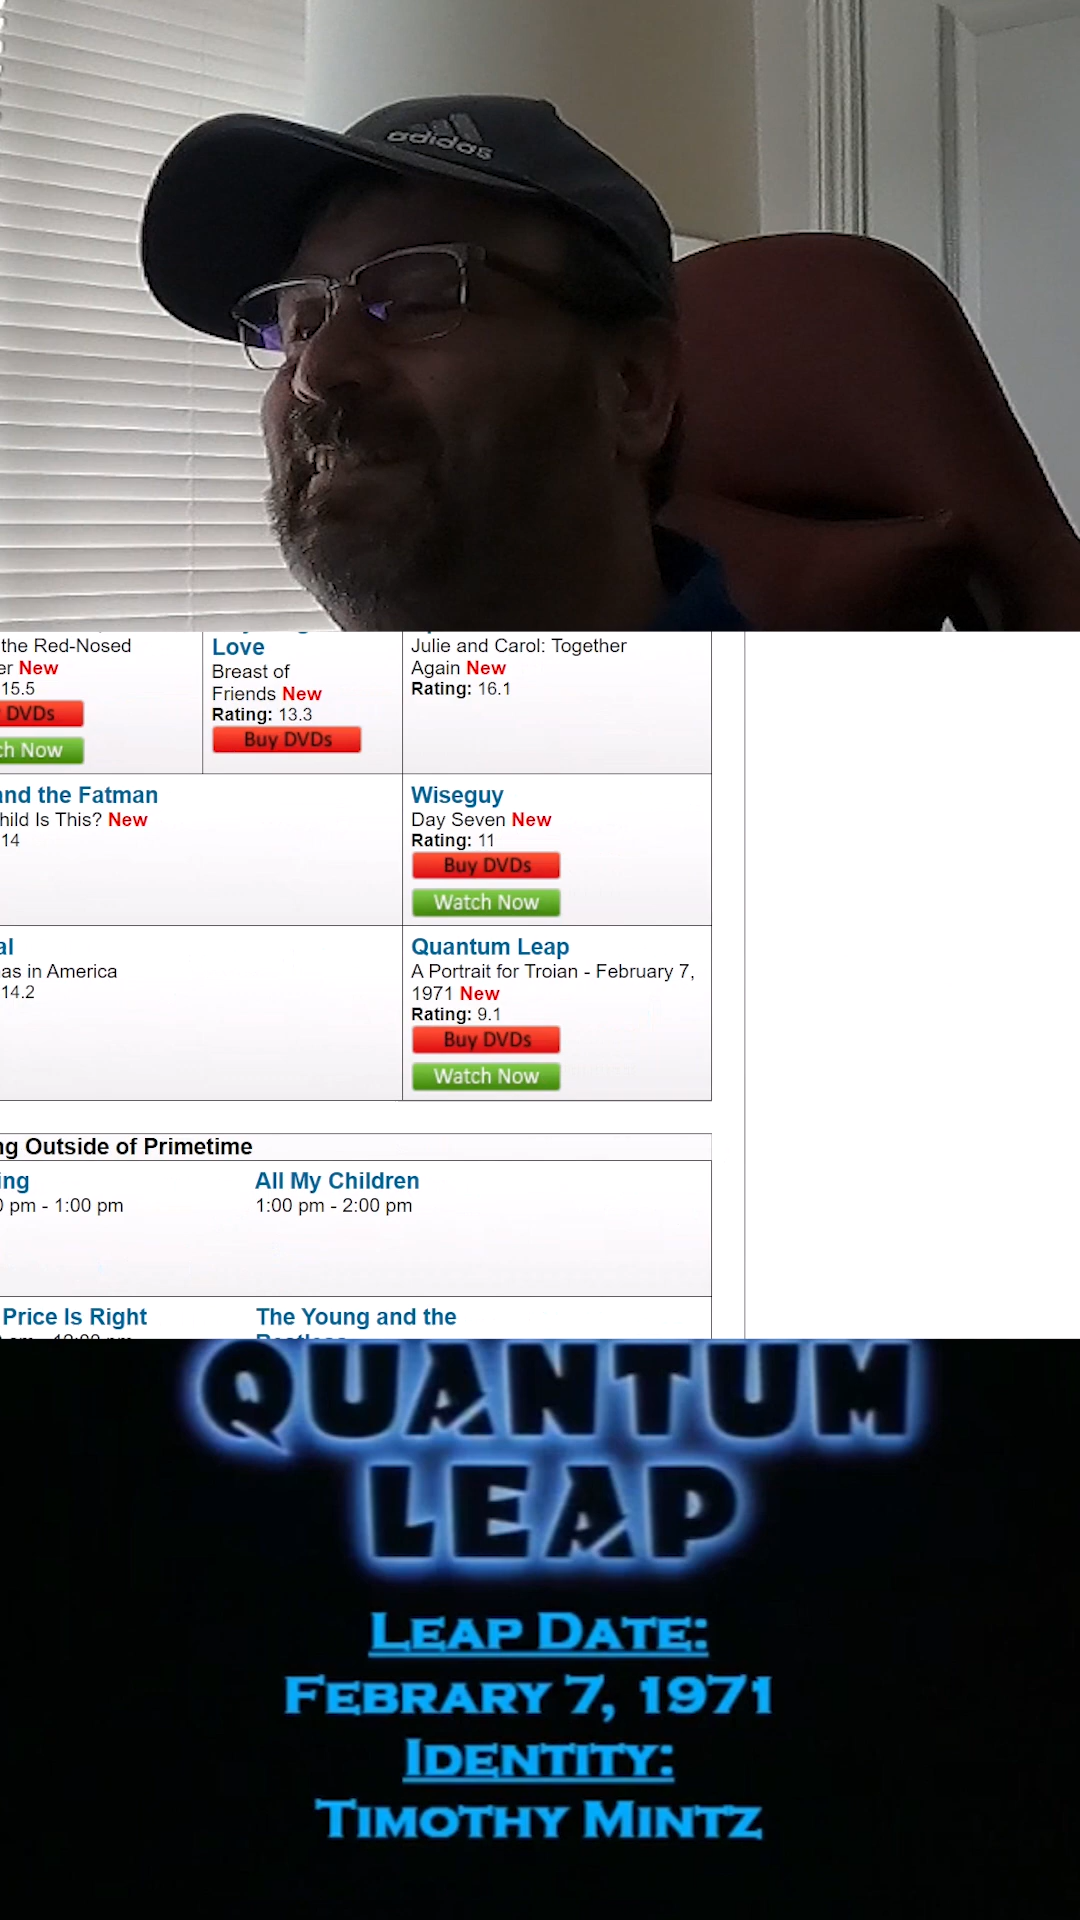 adidas
the Red-Nosed
er New
15.5
DVDs
ch Now
Love
Breast of
Friends New
Rating: 13.3
Buy DVDs
Julie and Carol: Together
Again New
Rating: 16.1
and the Fatman
hild Is This? New
14
Wiseguy
Day Seven New
Rating: 11
Buy DVDs
Watch Now
al
as in America
14.2
Quantum Leap
A Portrait for Troian - February 7,
1971 New
Rating: 9.1
Buy DVDs
Watch Now
ng Outside of Primetime
ing
0 pm - 1:00 pm
All My Children
1:00 pm - 2:00 pm
Price Is Right
The Young and the
QUANTUM
LEAP
LEAP DATE:
FEBRARY 7, 1971
IDENTITY:
TIMOTHY MINTZ